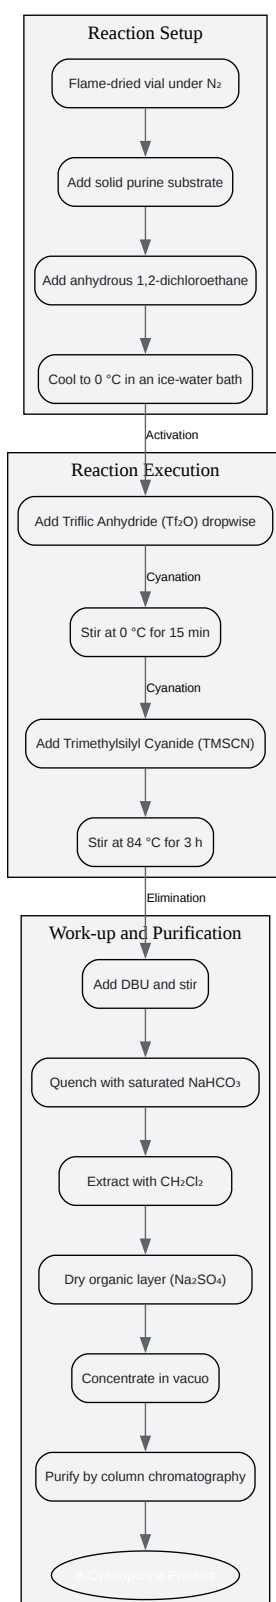 Reaction Setup
Flame-dried vial under N₂
Add solid purine substrate
Add anhydrous 1,2-dichloroethane
Cool to 0 °C in an ice-water bath
Activation
Reaction Execution
Add Triflic Anhydride (Tf₂O) dropwise
Cyanation
Stir at 0 °C for 15 min
Cyanation
Add Trimethylsilyl Cyanide (TMSCN)
Stir at 84 °C for 3 h
Elimination
Work-up and Purification
Add DBU and stir
Quench with saturated NaHCO₃
Extract with CH₂Cl₂
Dry organic layer (Na₂SO₄)
Concentrate in vacuo
Purify by column chromatography
Product